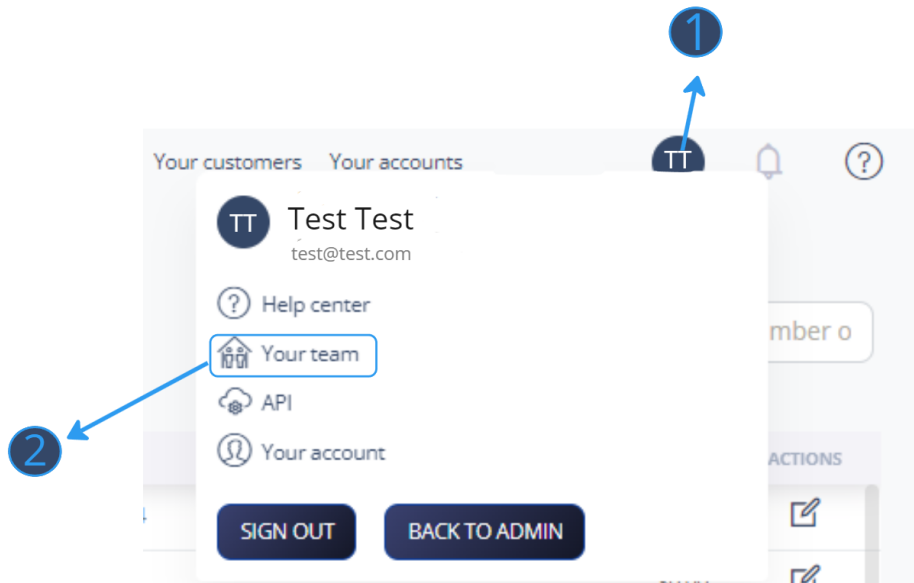 1
Your customers Your accounts TT ?
TT Test Test
test@test.com
? Help center
mber o
Your team
API
2 Your account
ACTIONS
SIGN OUT BACK TO ADMIN